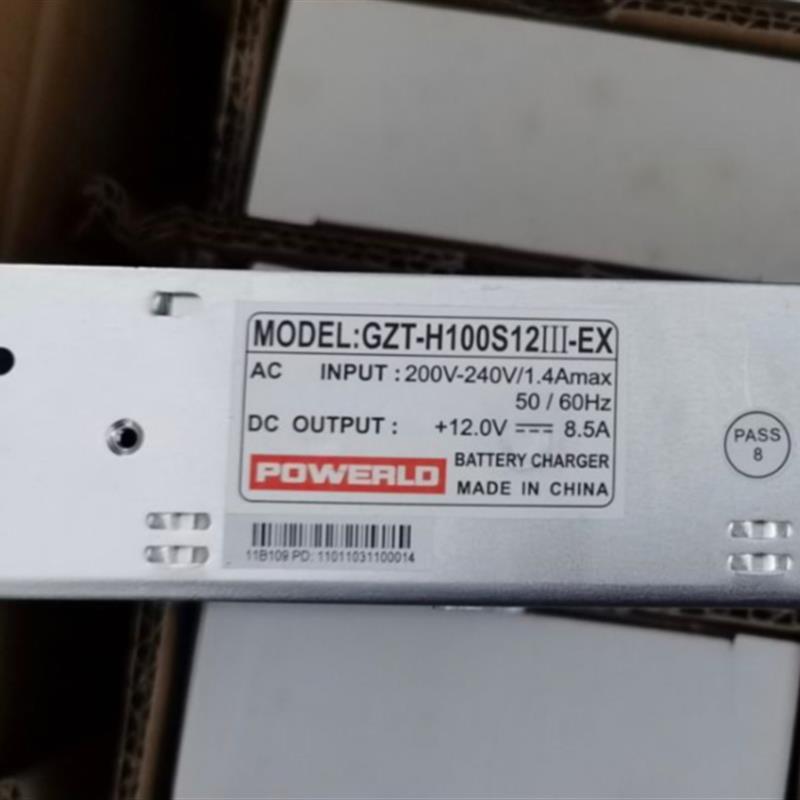 MODEL:GZT-H100S12III-EX
AC INPUT : 200V-240V/1.4Amax
50 / 60Hz
DC OUTPUT : +12.0V ⎓ 8.5A
POWERLD
BATTERY CHARGER
MADE IN CHINA
PASS
8
11B109 PD: 11011031100014